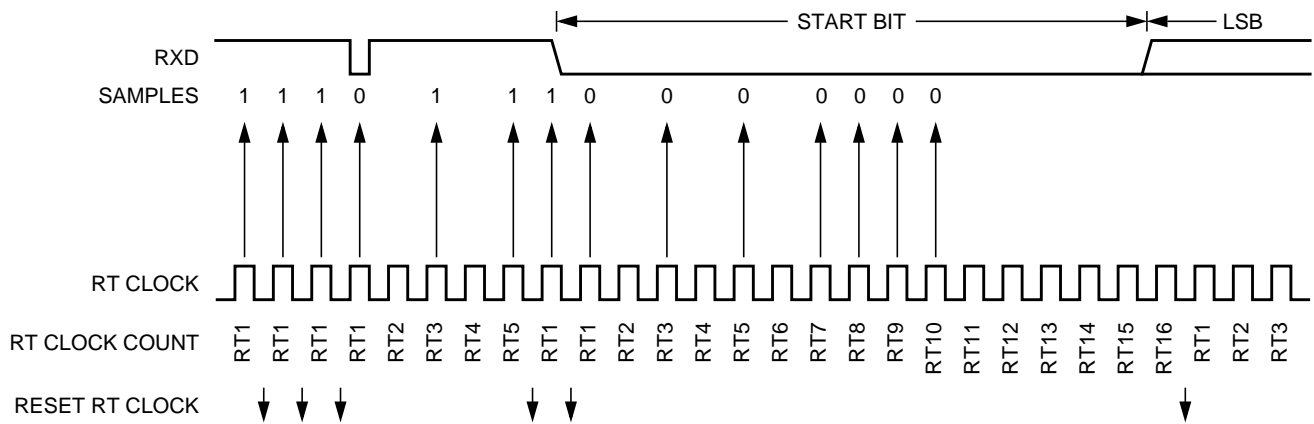 START BIT LSB
RXD
SAMPLES 1 1 1 0 1 1 1 0 0 0 0 0 0 0
RT CLOCK
RT CLOCK COUNT RT1 RT1 RT1 RT1 RT2 RT3 RT4 RT5 RT1 RT1 RT2 RT3 RT4 RT5 RT6 RT7 RT8 RT9 RT10 RT11 RT12 RT13 RT14 RT15 RT16 RT1 RT2 RT3
RESET RT CLOCK